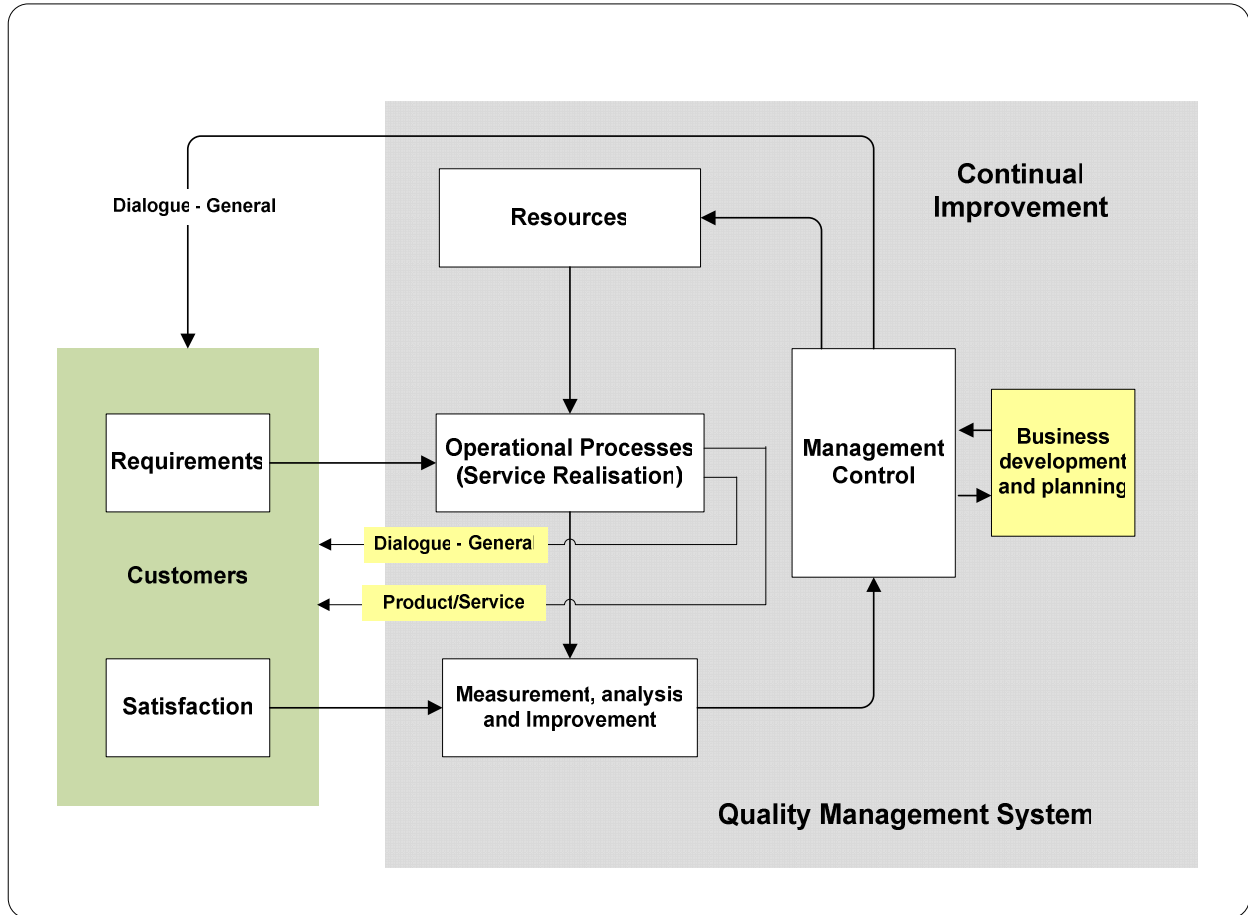 Continual
Improvement
Dialogue - General
Resources
Requirements
Operational Processes
(Service Realisation)
Management
Control
Business
development
and planning
Dialogue - General
Customers
Product/Service
Satisfaction
Measurement, analysis
and Improvement
Quality Management System